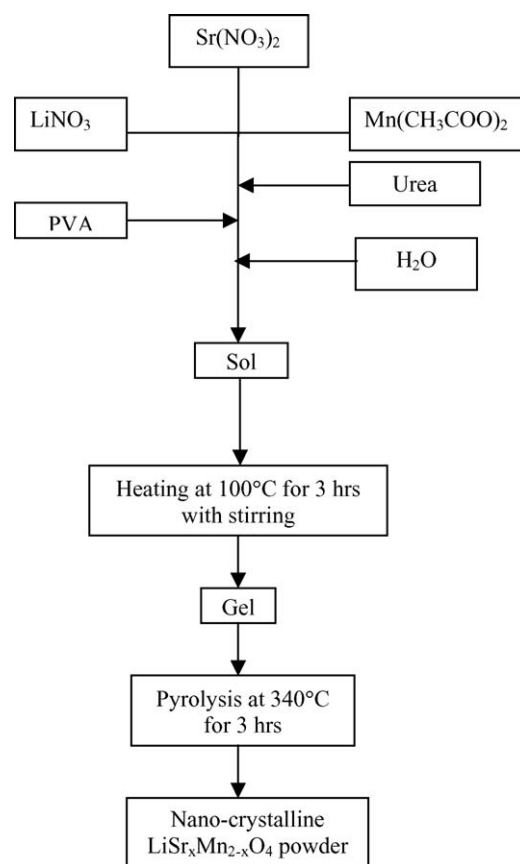 Sr(NO₃)₂
LiNO₃
Mn(CH₃COO)₂
Urea
PVA
H₂O
Sol
Heating at 100°C for 3 hrs
with stirring
Gel
Pyrolysis at 340°C
for 3 hrs
Nano-crystalline
LiSrₓMn₂₋ₓO₄ powder